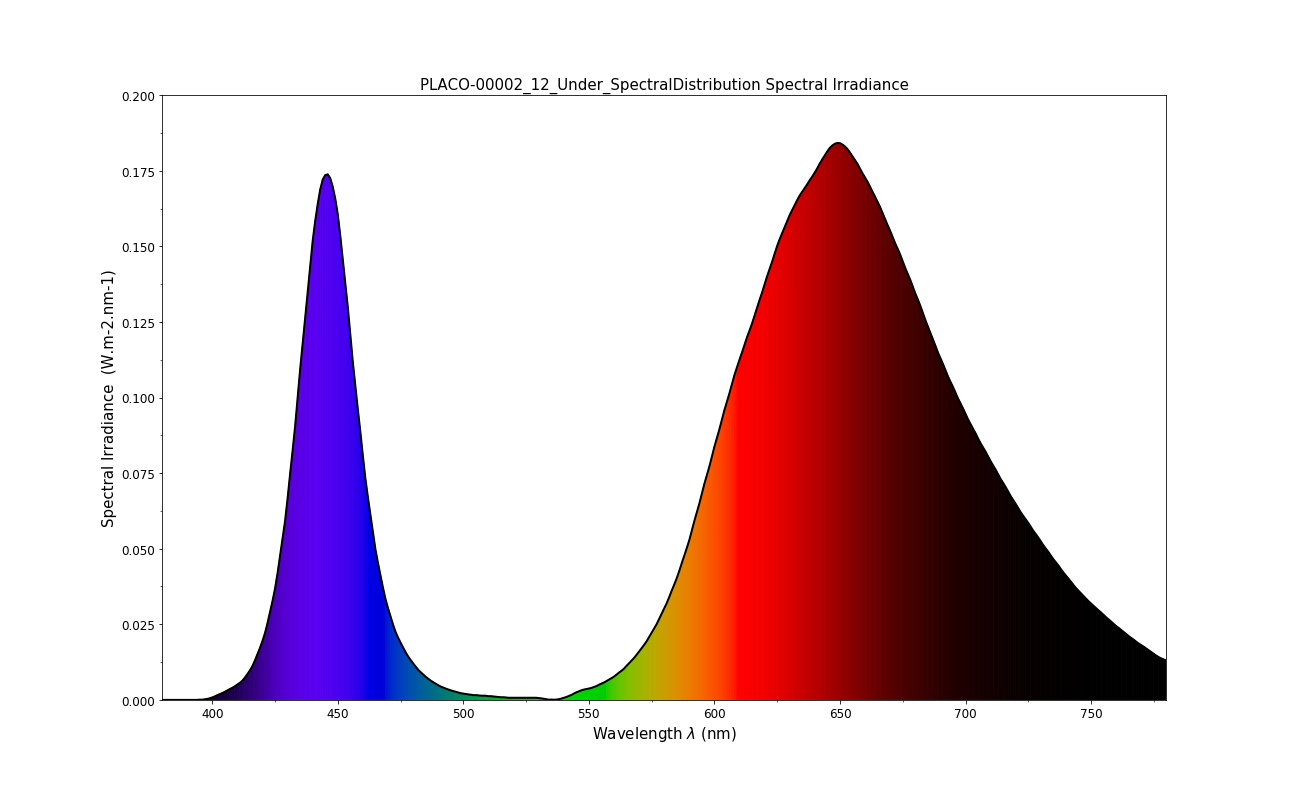 PLACO-00002_12_Under_SpectralDistribution Spectral Irradiance
0.200
0.175
0.150
0.125
0.100
0.075
0.050
0.025
0.000
Spectral Irradiance (W.m-2.nm-1)
400 450 500 550 600 650 700 750
Wavelength λ (nm)